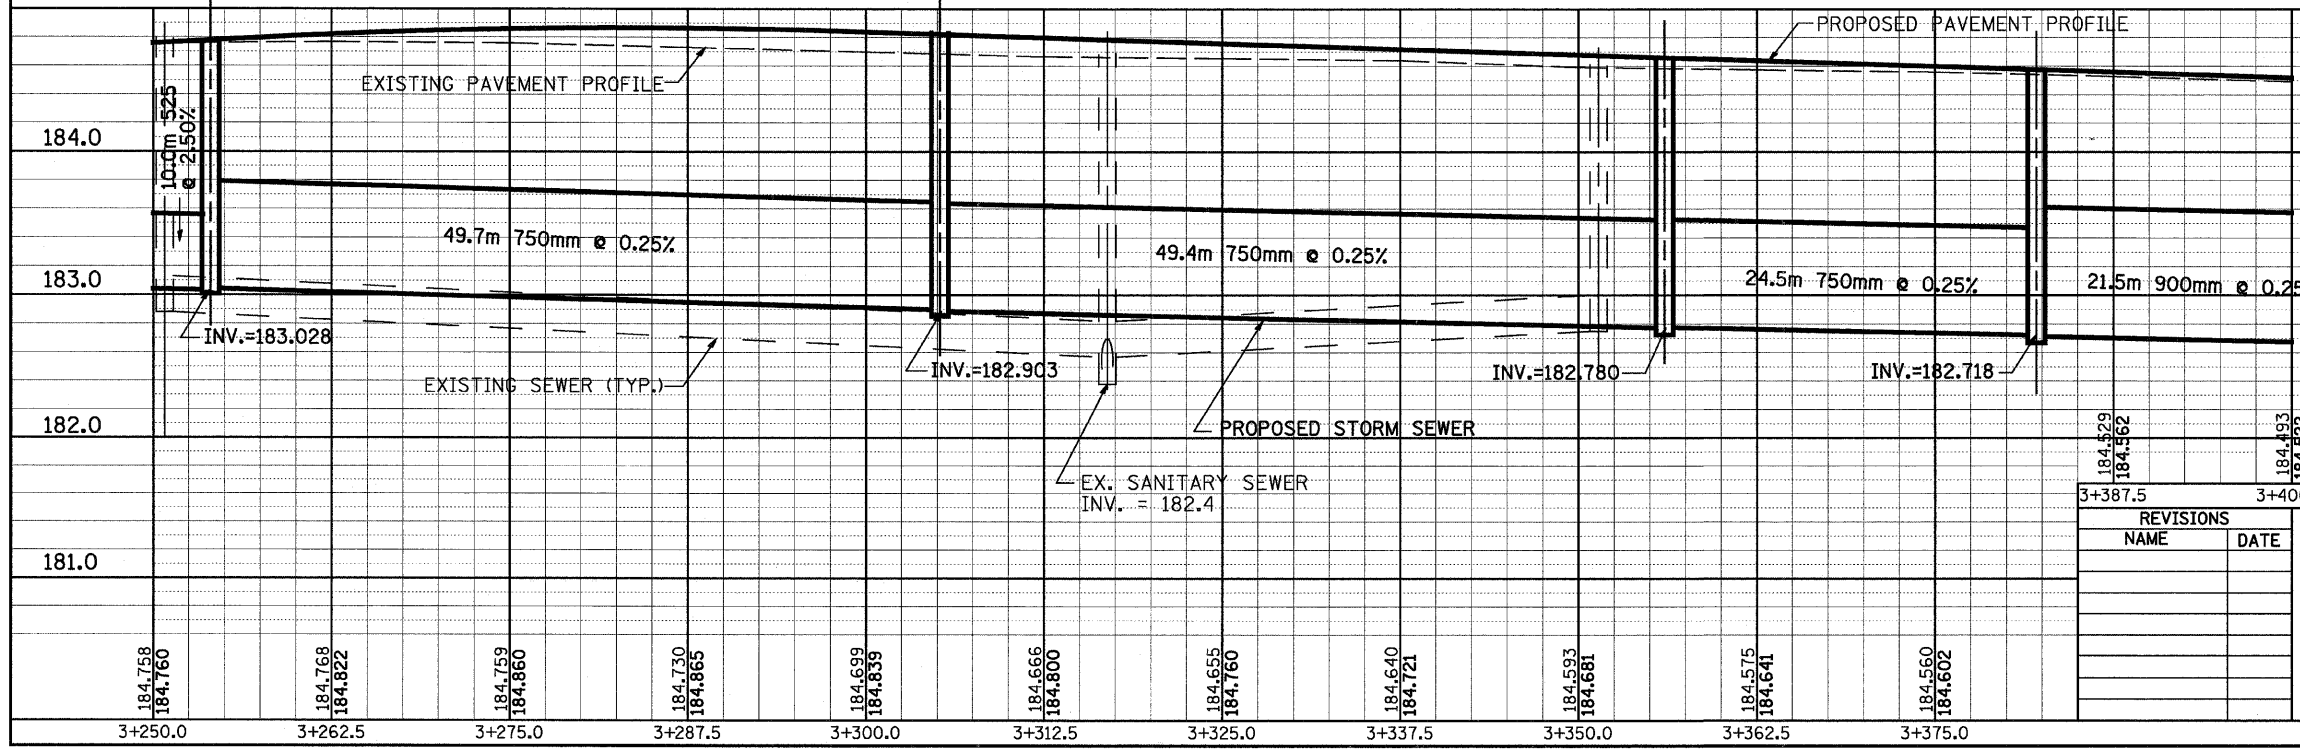 PROPOSED PAVEMENT PROFILE
EXISTING PAVEMENT PROFILE
10.0m 525
@ 2.50%
184.0
49.7m 750mm @ 0.25%
49.4m 750mm @ 0.25%
183.0
24.5m 750mm @ 0.25%
21.5m 900mm @ 0.25
INV.=183.028
INV.=182.903
INV.=182.780
INV.=182.718
EXISTING SEWER (TYP.)
182.0
PROPOSED STORM SEWER
184.529
184.562
184.493
EX. SANITARY SEWER
INV. = 182.4
3+387.5
3+40
REVISIONS
NAME DATE
181.0
184.758
184.760
184.768
184.822
184.759
184.860
184.730
184.865
184.699
184.839
184.666
184.800
184.655
184.760
184.640
184.721
184.593
184.681
184.575
184.641
184.560
184.602
3+250.0 3+262.5 3+275.0 3+287.5 3+300.0 3+312.5 3+325.0 3+337.5 3+350.0 3+362.5 3+375.0